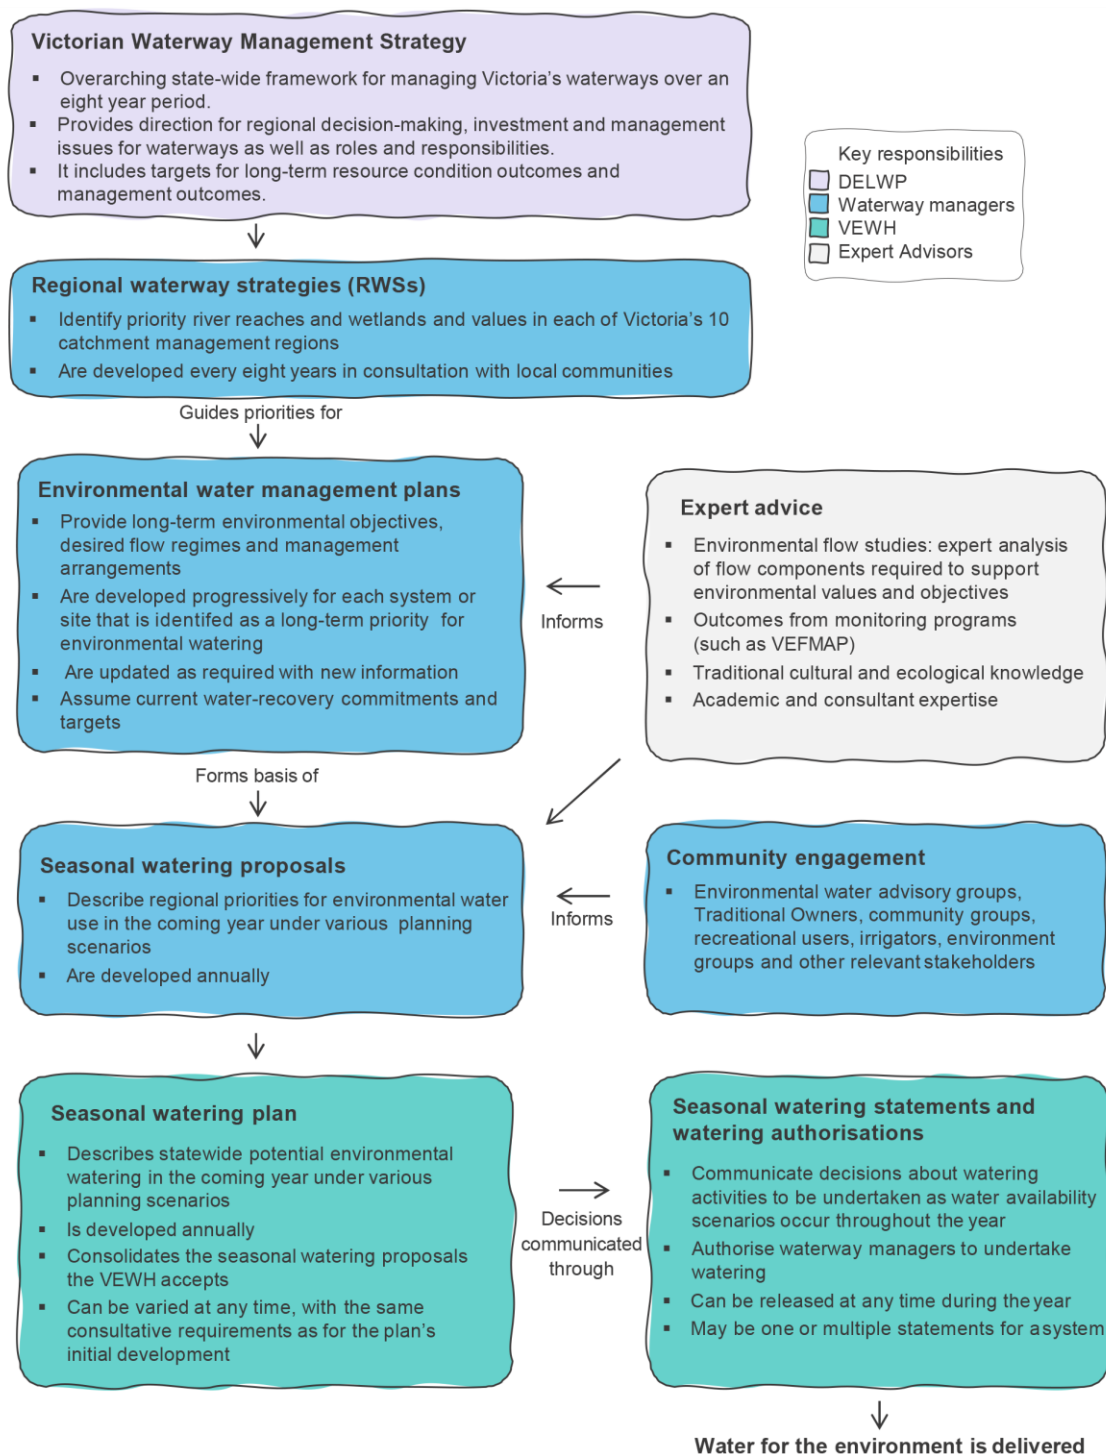 Victorian Waterway Management Strategy
▪ Overarching state-wide framework for managing Victoria's waterways over an
eight year period.
▪ Provides direction for regional decision-making, investment and management
issues for waterways as well as roles and responsibilities.
▪ It includes targets for long-term resource condition outcomes and
management outcomes.
Key responsibilities
DELWP
Waterway managers
VEWH
Expert Advisors
Regional waterway strategies (RWSs)
▪ Identify priority river reaches and wetlands and values in each of Victoria's 10
catchment management regions
▪ Are developed every eight years in consultation with local communities
Guides priorities for
Environmental water management plans
▪ Provide long-term environmental objectives,
desired flow regimes and management
arrangements
▪ Are developed progressively for each system or
site that is identifed as a long-term priority for
environmental watering
▪ Are updated as required with new information
▪ Assume current water-recovery commitments and
targets
Informs
Expert advice
▪ Environmental flow studies: expert analysis
of flow components required to support
environmental values and objectives
▪ Outcomes from monitoring programs
(such as VEFMAP)
▪ Traditional cultural and ecological knowledge
▪ Academic and consultant expertise
Forms basis of
Seasonal watering proposals
▪ Describe regional priorities for environmental water
use in the coming year under various planning
scenarios
▪ Are developed annually
Informs
Community engagement
▪ Environmental water advisory groups,
Traditional Owners, community groups,
recreational users, irrigators, environment
groups and other relevant stakeholders
Seasonal watering plan
▪ Describes statewide potential environmental
watering in the coming year under various
planning scenarios
▪ Is developed annually
▪ Consolidates the seasonal watering proposals
the VEWH accepts
▪ Can be varied at any time, with the same
consultative requirements as for the plan's
initial development
Decisions
communicated
through
Seasonal watering statements and
watering authorisations
▪ Communicate decisions about watering
activities to be undertaken as water availability
scenarios occur throughout the year
▪ Authorise waterway managers to undertake
watering
▪ Can be released at any time during the year
▪ May be one or multiple statements for asystem
Water for the environment is delivered